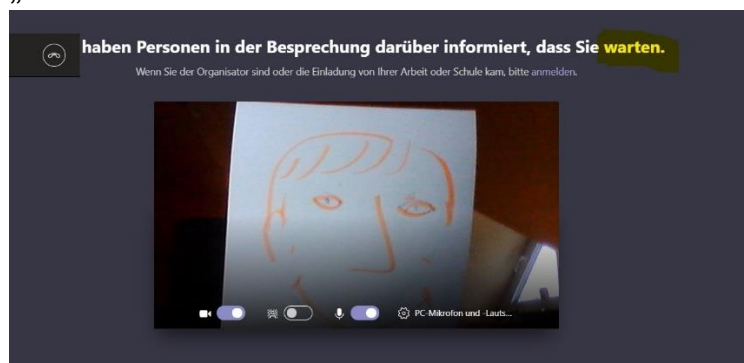 „
haben Personen in der Besprechung darüber informiert, dass Sie warten.
Wenn Sie der Organisator sind oder die Einladung von Ihrer Arbeit oder Schule kam, bitte anmelden.
PC-Mikrofon und -Lauts...